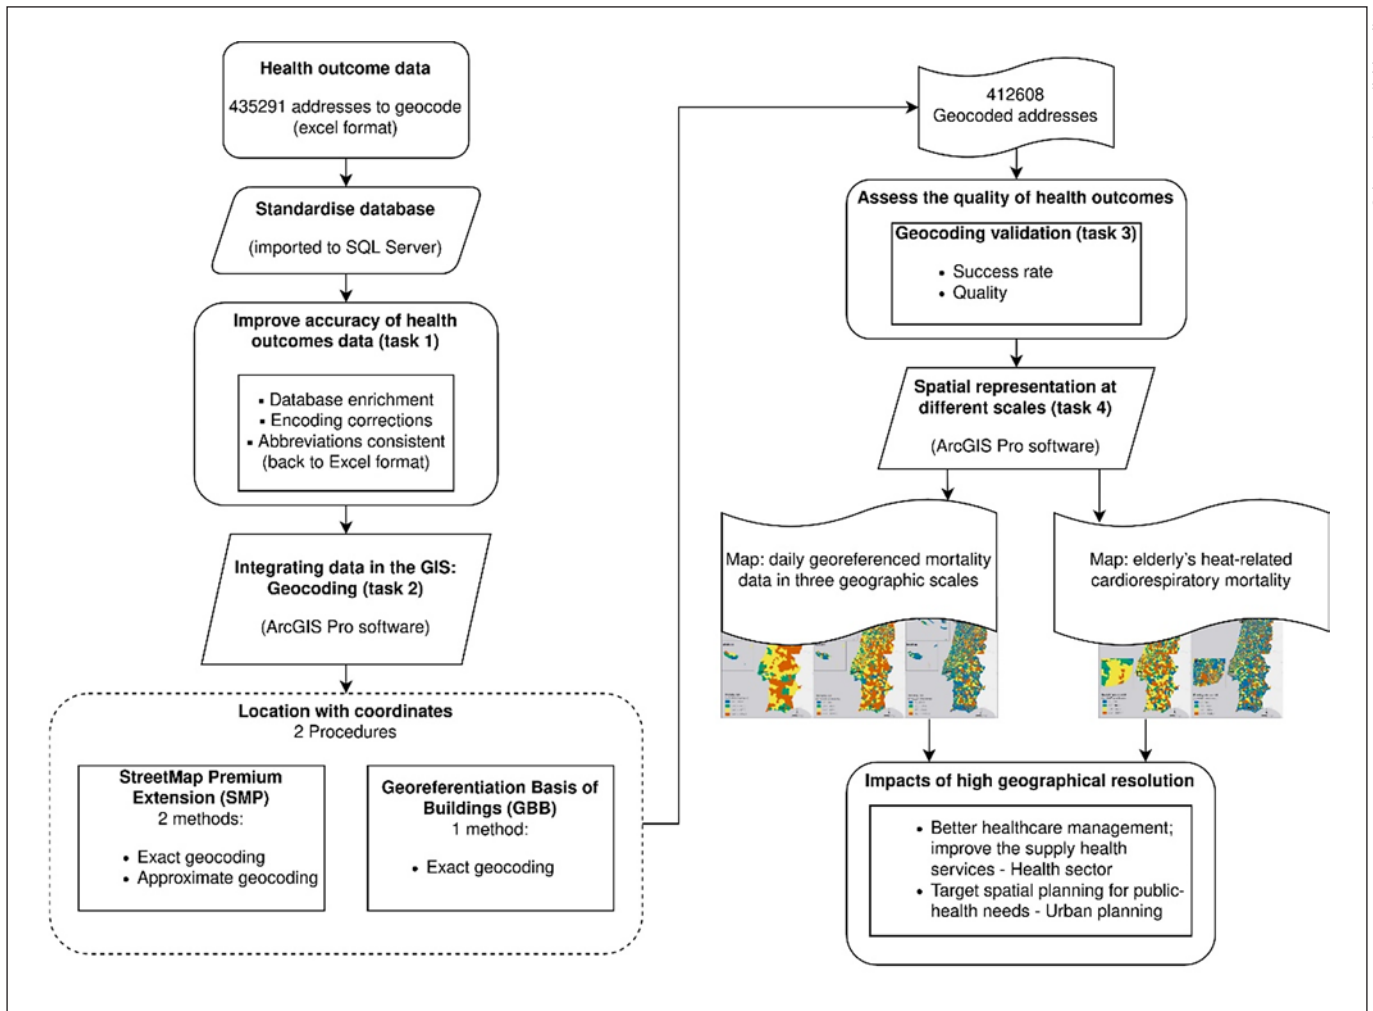 Health outcome data
435291 addresses to geocode
(excel format)
Standardise database
(imported to SQL Server)
Improve accuracy of health
outcomes data (task 1)
▪ Database enrichment
▪ Encoding corrections
▪ Abbreviations consistent
(back to Excel format)
Integrating data in the GIS:
Geocoding (task 2)
(ArcGIS Pro software)
Location with coordinates
2 Procedures
StreetMap Premium
Extension (SMP)
2 methods:
• Exact geocoding
• Approximate geocoding
Georeferentiation Basis of
Buildings (GBB)
1 method:
• Exact geocoding
412608
Geocoded addresses
Assess the quality of health outcomes
Geocoding validation (task 3)
• Success rate
• Quality
Spatial representation at
different scales (task 4)
(ArcGIS Pro software)
Map: daily georeferenced mortality
data in three geographic scales
Map: elderly's heat-related
cardiorespiratory mortality
Impacts of high geographical resolution
• Better healthcare management;
improve the supply health
services - Health sector
• Target spatial planning for public-
health needs - Urban planning